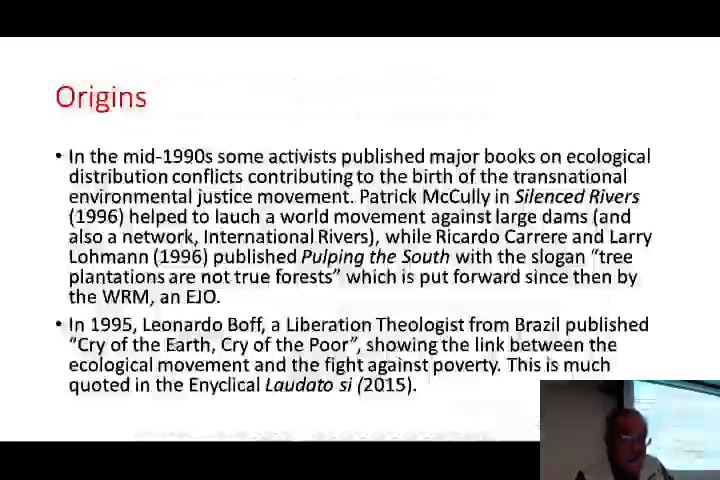 Origins
• In the mid-1990s some activists published major books on ecological
distribution conflicts contributing to the birth of the transnational
environmental justice movement. Patrick McCully in Silenced Rivers
(1996) helped to lauch a world movement against large dams (and
also a network, International Rivers), while Ricardo Carrere and Larry
Lohmann (1996) published Pulping the South with the slogan “tree
plantations are not true forests” which is put forward since then by
the WRM, an EJO.
• In 1995, Leonardo Boff, a Liberation Theologist from Brazil published
“Cry of the Earth, Cry of the Poor”, showing the link between the
ecological movement and the fight against poverty. This is much
quoted in the Enyclical Laudato si (2015).